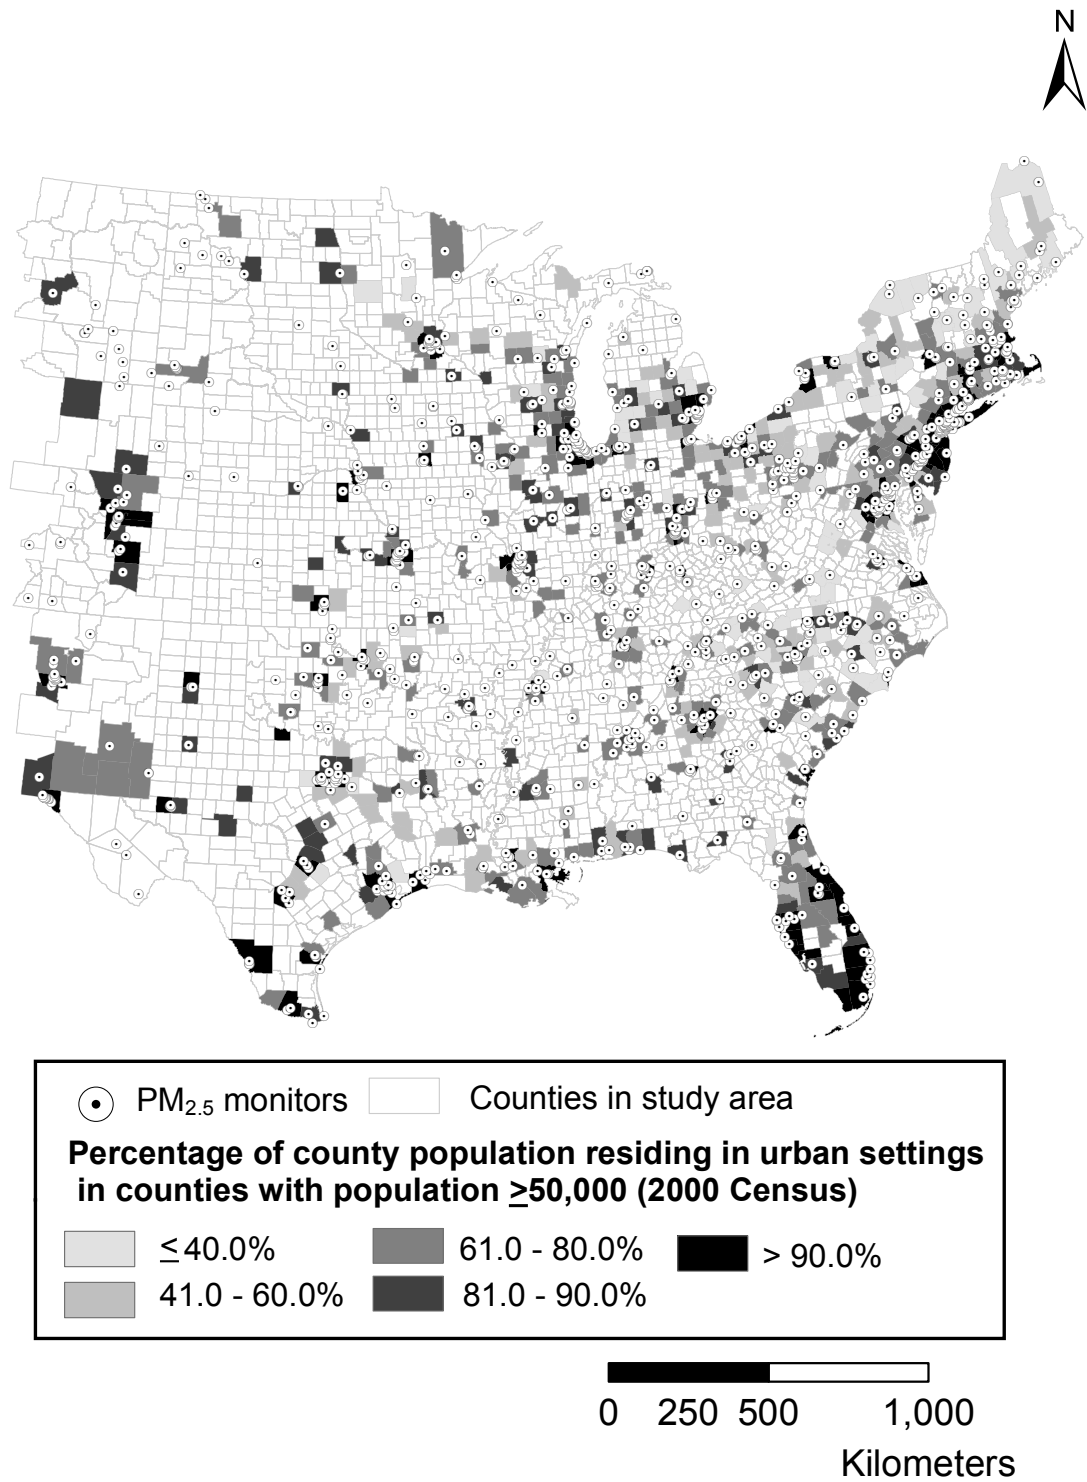 N
PM2.5 monitors
Counties in study area
Percentage of county population residing in urban settings
in counties with population ≥50,000 (2000 Census)
≤ 40.0%
61.0 - 80.0%
> 90.0%
41.0 - 60.0%
81.0 - 90.0%
0 250 500 1,000
Kilometers